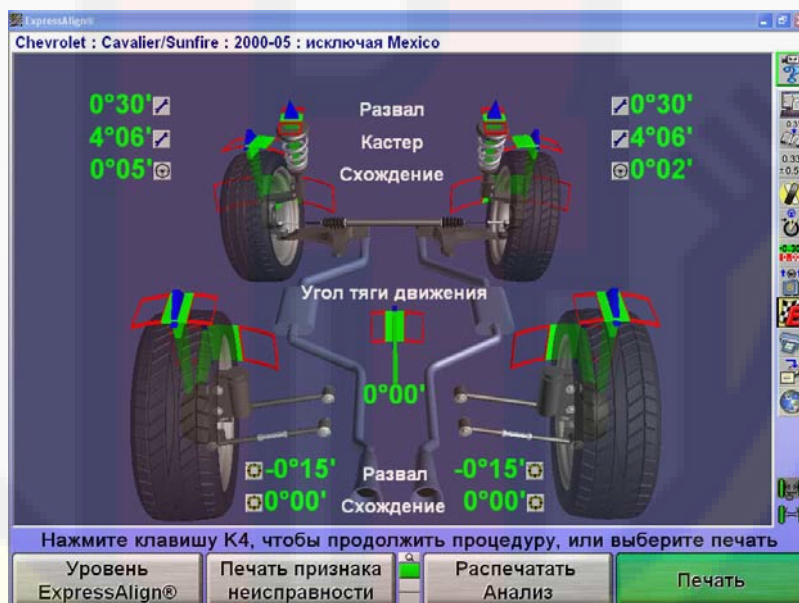 ExpressAlign®
Chevrolet : Cavalier/Sunfire : 2000-05 : исключая Mexico
0°30' Развал 0°30'
4°06' Кастер 4°06'
0°05' Схождение 0°02'
Угол тяги движения
0°00'
-0°15' Развал -0°15'
0°00' Схождение 0°00'
Нажмите клавишу K4, чтобы продолжить процедуру, или выберите печать
Уровень ExpressAlign®
Печать признака неисправности
Распечатать Анализ
Печать